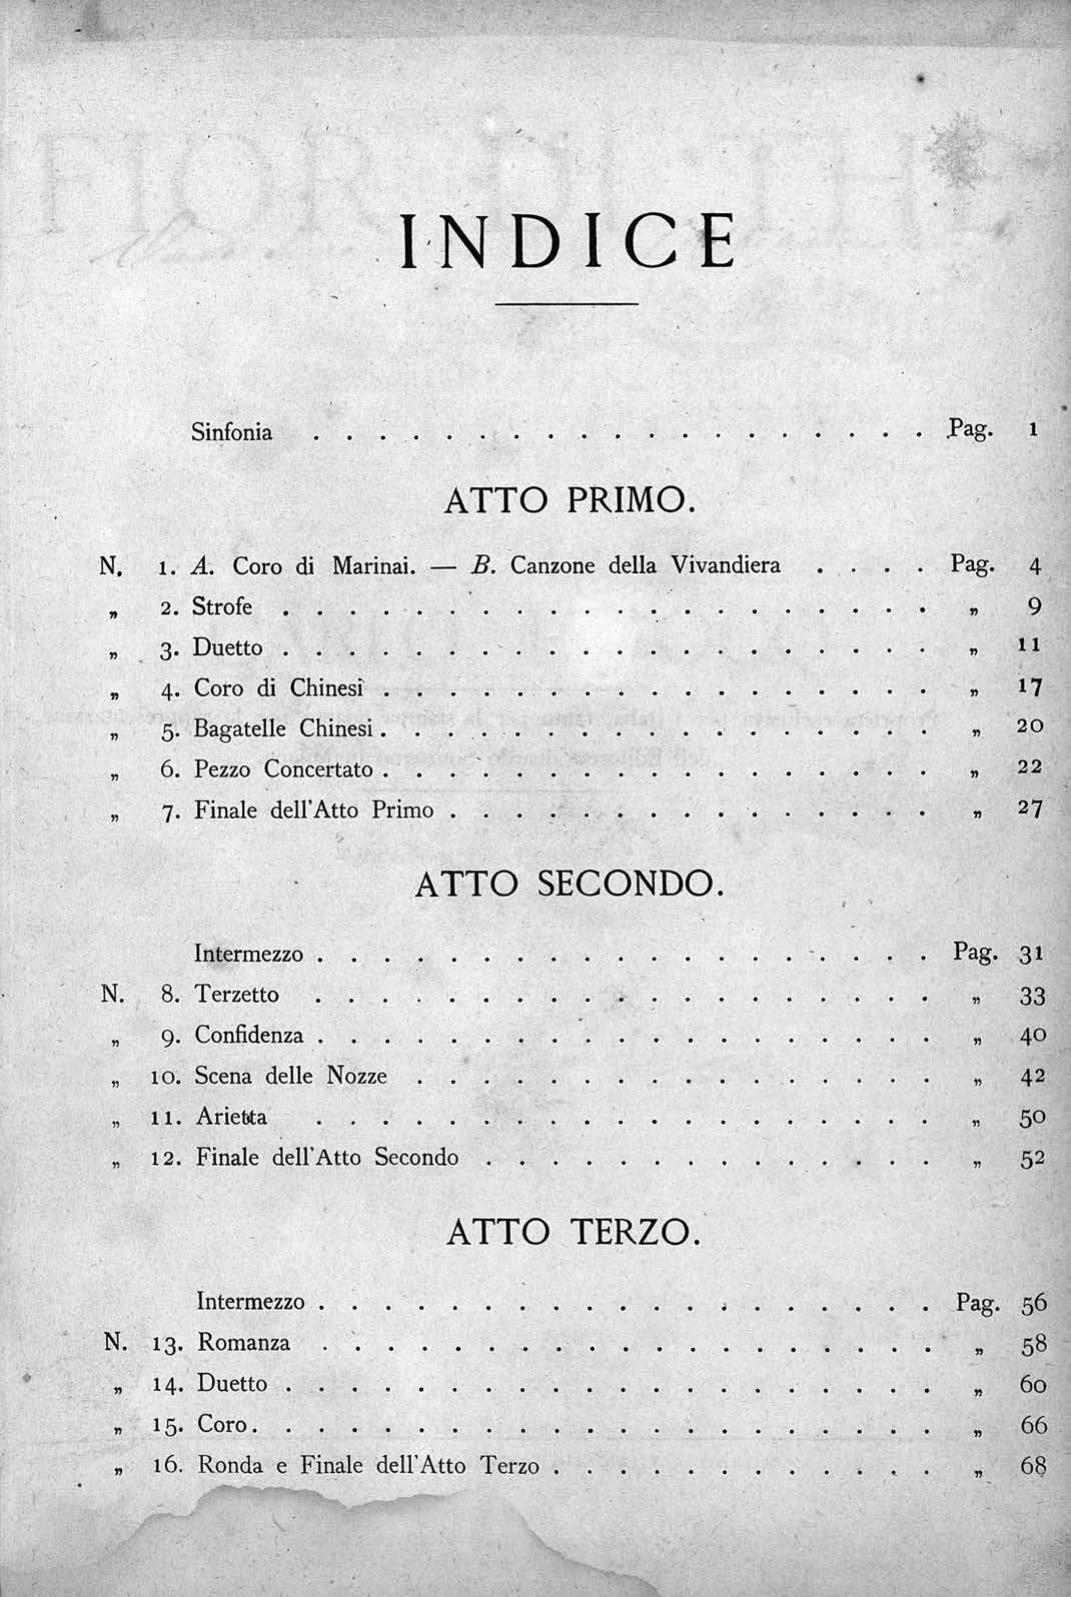 INDICE
Sinfonia . . . . . . . . . . . . . . . . . . . Pag. 1
ATTO PRIMO.
N. 1. A. Coro di Marinai. — B. Canzone della Vivandiera . . . . Pag. 4
„ 2. Strofe . . . . . . . . . . . . . . . . . . . . „ 9
„ 3. Duetto . . . . . . . . . . . . . . . . . . . . „ 11
„ 4. Coro di Chinesi . . . . . . . . . . . . . . . . . „ 17
„ 5. Bagatelle Chinesi . . . . . . . . . . . . . . . . . „ 20
„ 6. Pezzo Concertato . . . . . . . . . . . . . . . . . „ 22
„ 7. Finale dell'Atto Primo . . . . . . . . . . . . . . . „ 27
ATTO SECONDO.
Intermezzo . . . . . . . . . . . . . . . . . . . Pag. 31
N. 8. Terzetto . . . . . . . . . . . . . . . . . . . „ 33
„ 9. Confidenza . . . . . . . . . . . . . . . . . . . „ 40
„ 10. Scena delle Nozze . . . . . . . . . . . . . . . . „ 42
„ 11. Arietta . . . . . . . . . . . . . . . . . . . „ 50
„ 12. Finale dell'Atto Secondo . . . . . . . . . . . . . . „ 52
ATTO TERZO.
Intermezzo . . . . . . . . . . . . . . . . . . . Pag. 56
N. 13. Romanza . . . . . . . . . . . . . . . . . . . „ 58
„ 14. Duetto . . . . . . . . . . . . . . . . . . . . „ 60
„ 15. Coro . . . . . . . . . . . . . . . . . . . . . „ 66
„ 16. Ronda e Finale dell'Atto Terzo . . . . . . . . . . . . „ 68